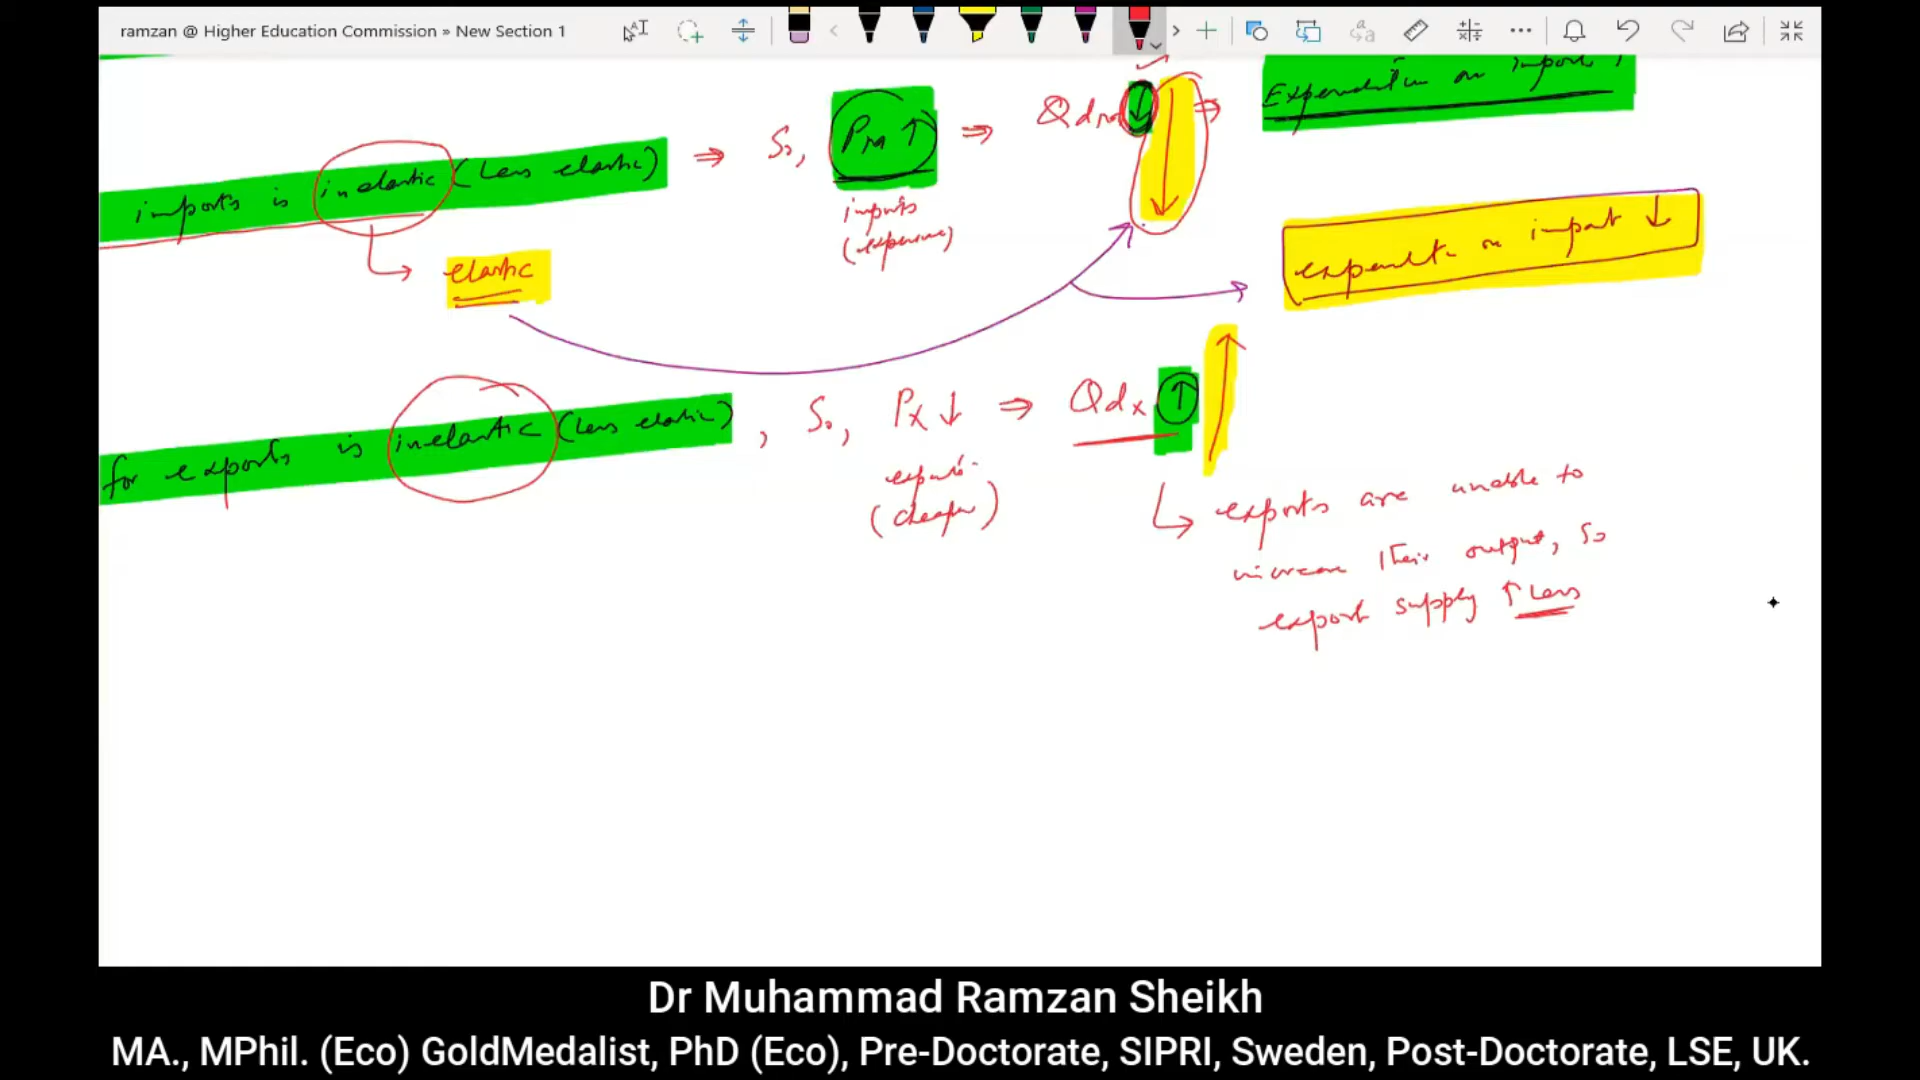 ramzan @ Higher Education Commission » New Section 1
Expenditure on import ↑
imports is inelastic (Less elastic) ⇒ So, Pm ↑ ⇒ Qdm ↓ ⇒
imports
(expensive)
elastic
expenditure on import ↓
for exports is inelastic (Less elastic), So, Px ↓ ⇒ Qdx ↑
exports
(cheaper)
exports are unable to
increase their output, so
export supply ↑ Less
Dr Muhammad Ramzan Sheikh
MA., MPhil. (Eco) GoldMedalist, PhD (Eco), Pre-Doctorate, SIPRI, Sweden, Post-Doctorate, LSE, UK.